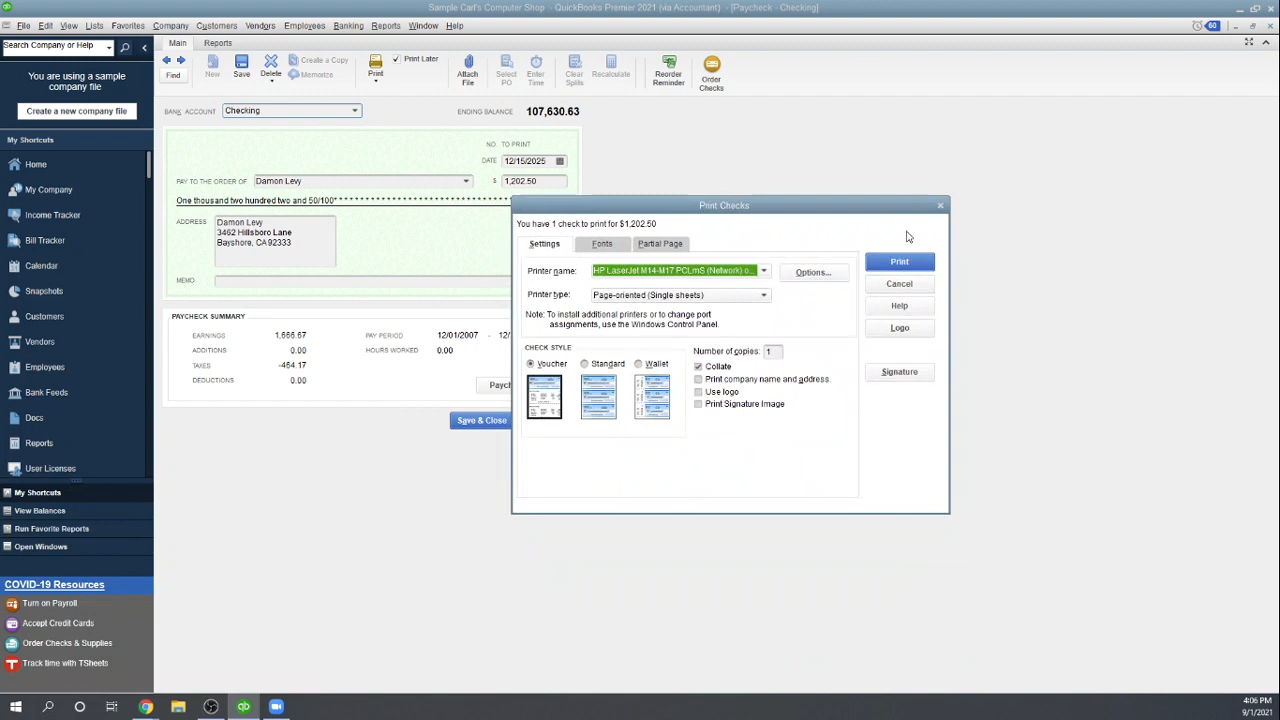 Sample Carl's Computer Shop - QuickBooks Premier 2021 (via Accountant) - [Paycheck - Checking]
File Edit View Lists Favorites Company Customers Vendors Employees Banking Reports Window Help
60
Search Company or Help
You are using a sample
company file
Create a new company file
My Shortcuts
Home
My Company
Income Tracker
Bill Tracker
Calendar
Snapshots
Customers
Vendors
Employees
Bank Feeds
Docs
Reports
User Licenses
My Shortcuts
View Balances
Run Favorite Reports
Open Windows
COVID-19 Resources
Turn on Payroll
Accept Credit Cards
Order Checks & Supplies
Track time with TSheets
Main Reports
Find
New
Save
Delete
Create a Copy
Memorize
Print
Print Later
Attach
File
Select
PO
Enter
Time
Clear
Splits
Recalculate
Reorder
Reminder
Order
Checks
BANK ACCOUNT Checking ENDING BALANCE 107,630.63
NO. TO PRINT
DATE 12/15/2025
PAY TO THE ORDER OF Damon Levy $ 1,202.50
One thousand two hundred two and 50/100* * * * * * * * * * * * * * * * * * * * * * * * * * * *
ADDRESS Damon Levy
3462 Hillsboro Lane
Bayshore, CA 92333
MEMO
PAYCHECK SUMMARY
EARNINGS 1,666.67 PAY PERIOD 12/01/2007 - 12/
ADDITIONS 0.00 HOURS WORKED 0.00
TAXES -464.17
DEDUCTIONS 0.00
Paych
Save & Close
Print Checks
You have 1 check to print for $1,202.50
Settings Fonts Partial Page
Printer name: HP LaserJet M14-M17 PCLmS (Network) o... Options...
Printer type: Page-oriented (Single sheets)
Note: To install additional printers or to change port
assignments, use the Windows Control Panel.
CHECK STYLE
Voucher Standard Wallet
Number of copies: 1
Collate
Print company name and address.
Use logo
Print Signature Image
Print
Cancel
Help
Logo
Signature
4:06 PM
9/1/2021